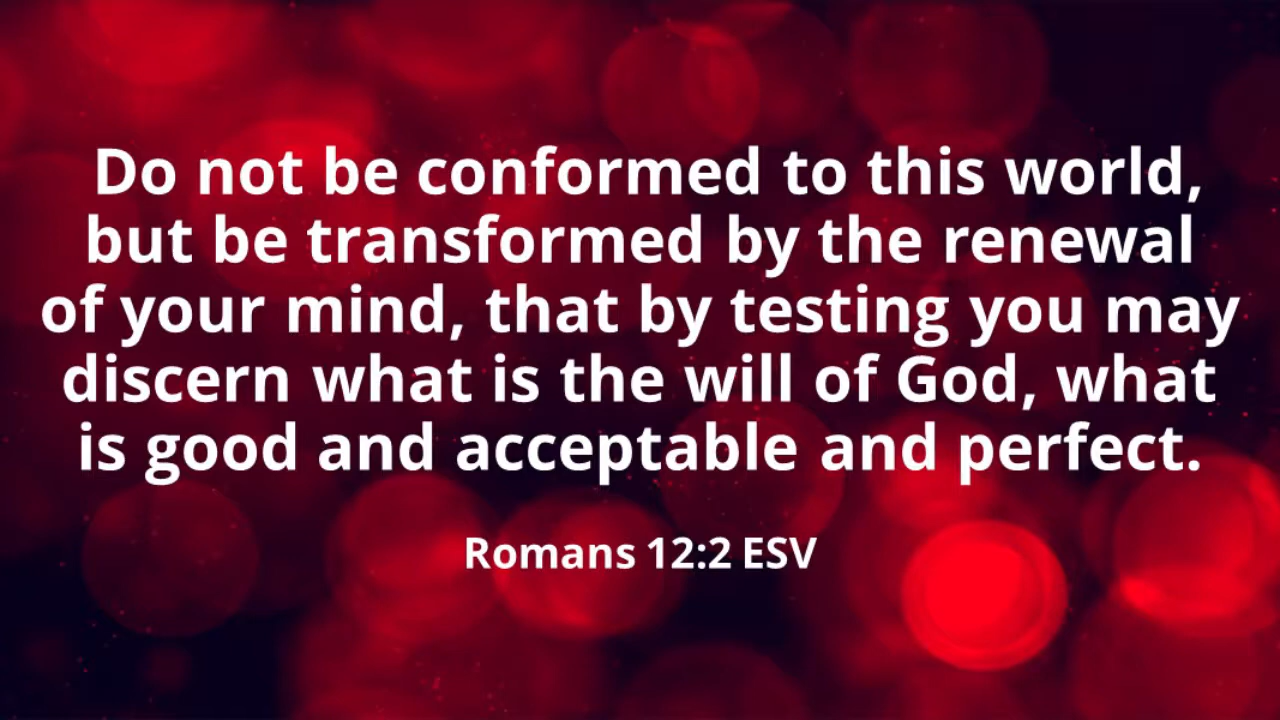 Do not be conformed to this world,
but be transformed by the renewal
of your mind, that by testing you may
discern what is the will of God, what
is good and acceptable and perfect.
Romans 12:2 ESV